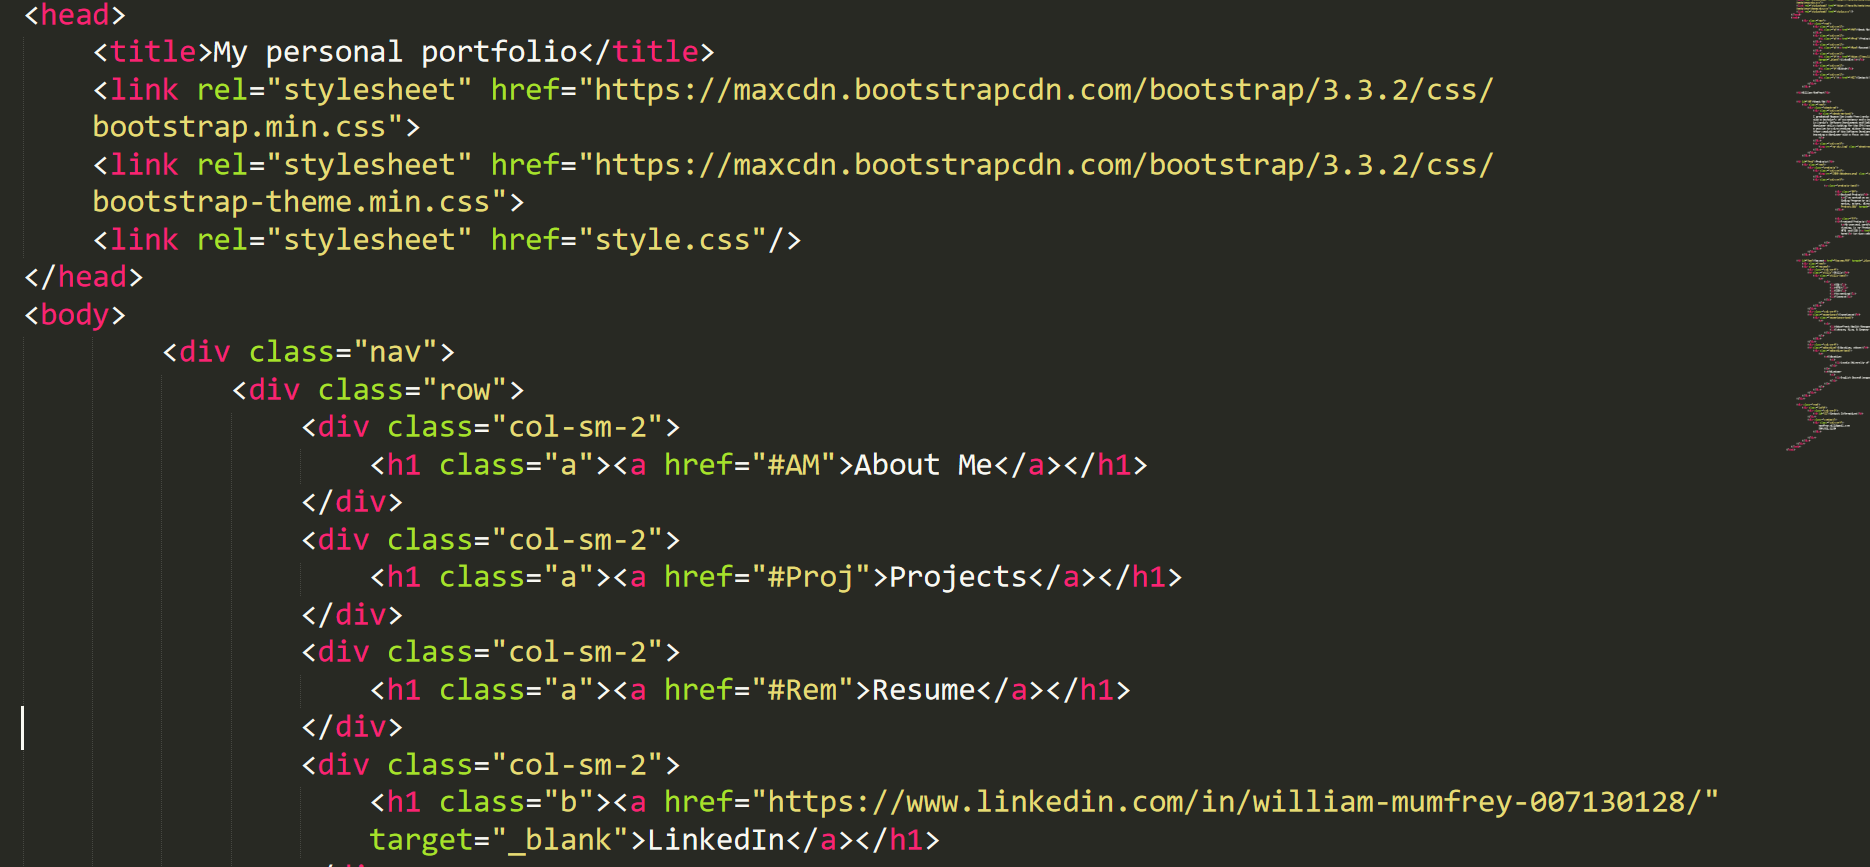 <head>
<title>My personal portfolio</title>
<link rel="stylesheet" href="https://maxcdn.bootstrapcdn.com/bootstrap/3.3.2/css/
bootstrap.min.css">
<link rel="stylesheet" href="https://maxcdn.bootstrapcdn.com/bootstrap/3.3.2/css/
bootstrap-theme.min.css">
<link rel="stylesheet" href="style.css"/>
</head>
<body>
<div class="nav">
<div class="row">
<div class="col-sm-2">
<h1 class="a"><a href="#AM">About Me</a></h1>
</div>
<div class="col-sm-2">
<h1 class="a"><a href="#Proj">Projects</a></h1>
</div>
<div class="col-sm-2">
<h1 class="a"><a href="#Rem">Resume</a></h1>
</div>
<div class="col-sm-2">
<h1 class="b"><a href="https://www.linkedin.com/in/william-mumfrey-007130128/"
target="_blank">LinkedIn</a></h1>